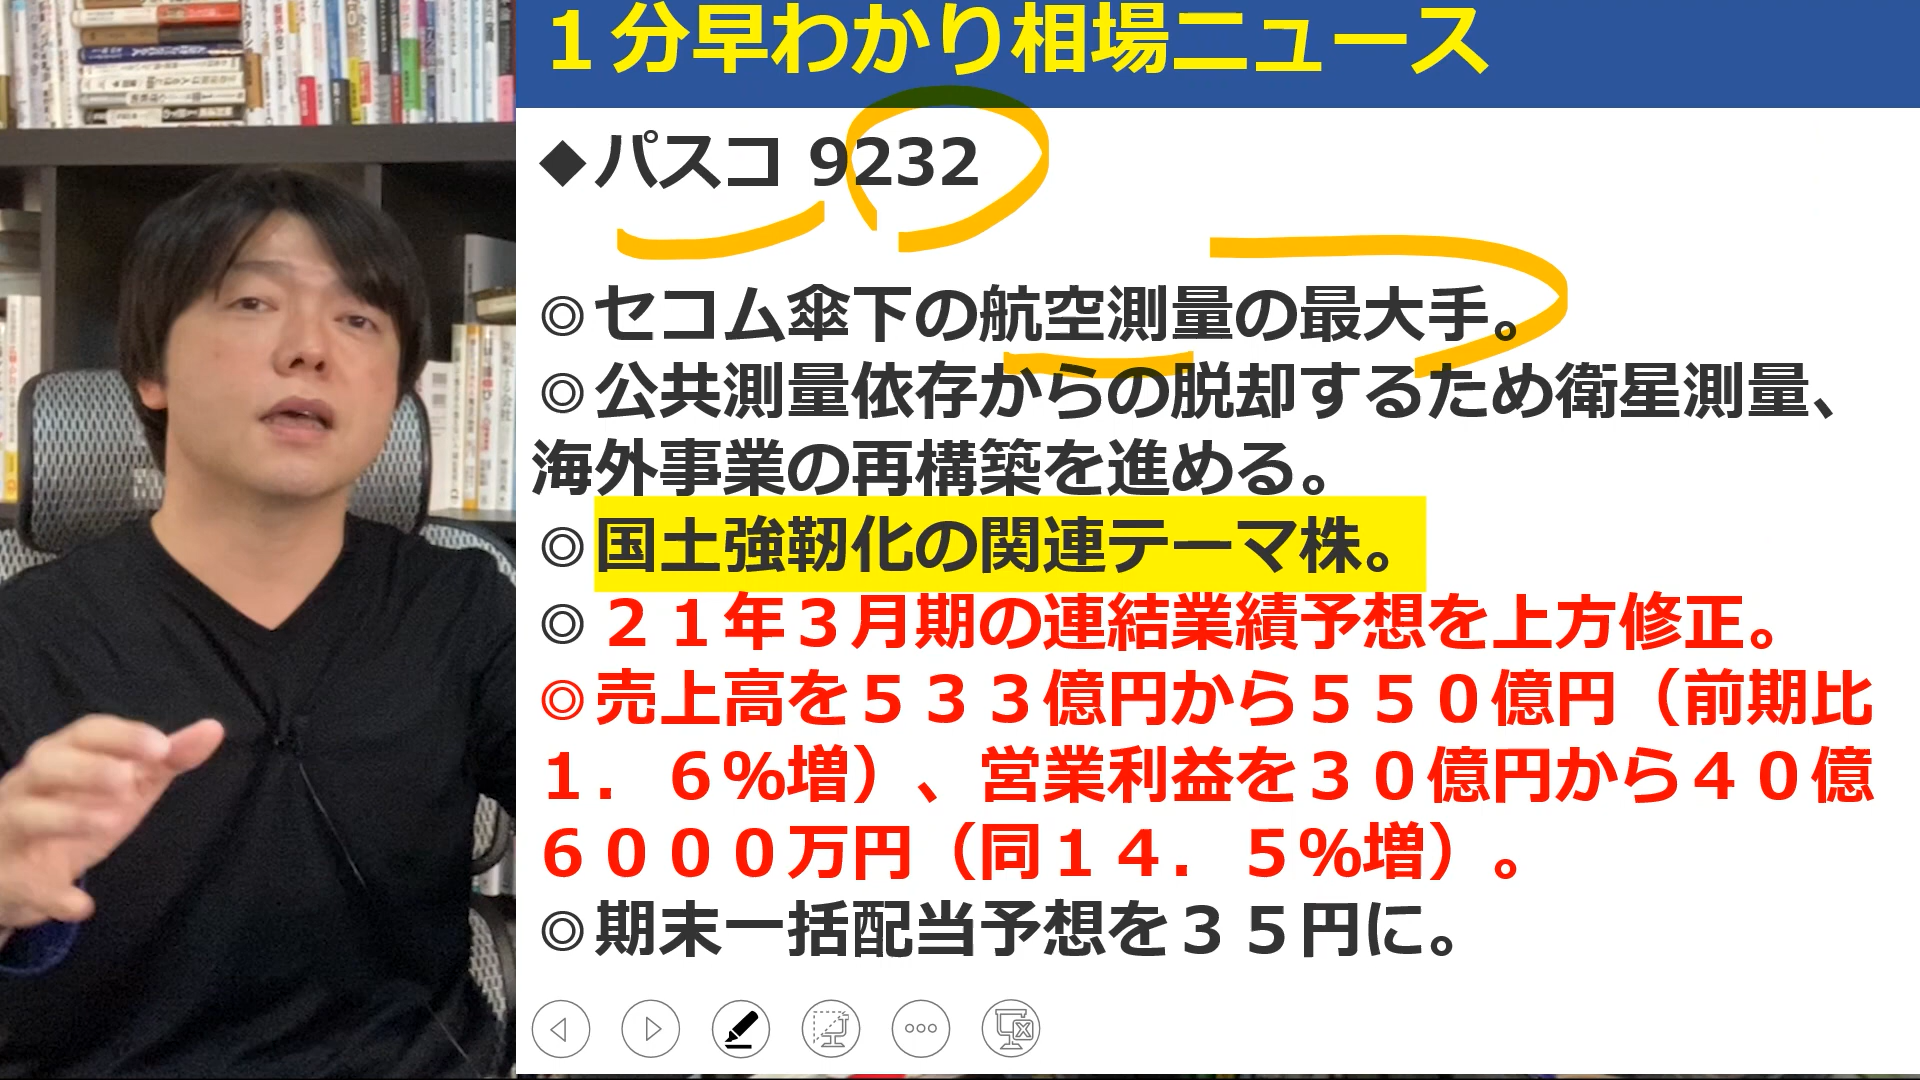 １分早わかり相場ニュース
◆パスコ 9232
◎セコム傘下の航空測量の最大手。
◎公共測量依存からの脱却するため衛星測量、
海外事業の再構築を進める。
◎国土強靭化の関連テーマ株。
◎２１年３月期の連結業績予想を上方修正。
◎売上高を５３３億円から５５０億円（前期比
１．６％増）、営業利益を３０億円から４０億
６０００万円（同１４．５％増）。
◎期末一括配当予想を３５円に。